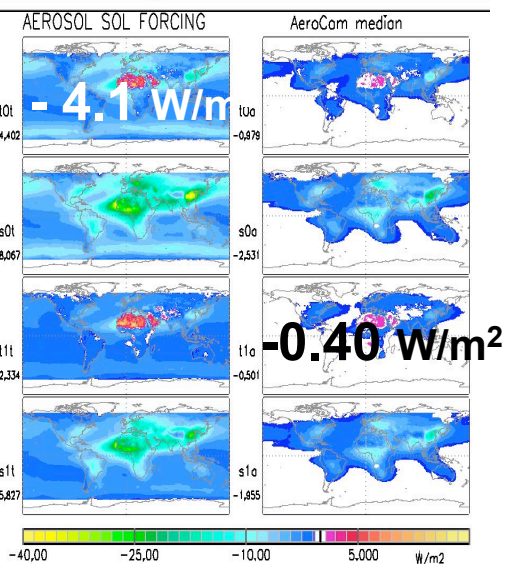 AEROSOL SOL FORCING
AeroCom median
- 4.1 W/m
t0a
4,402
-0,979
s0t
s0a
8,067
-2,531
t1t
t1a
-0.40 W/m2
2,334
-0,501
s1t
s1a
5,827
-1,955
-40,00
-25,00
-10.00
5.000
W/m2